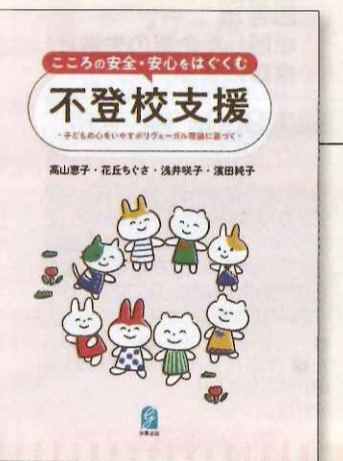 こころの安全・安心をはぐくむ
不登校支援
・子どもの心をいやすポリヴェーガル理論に基づく・
高山恵子・花丘ちぐさ・浅井咲子・濱田純子